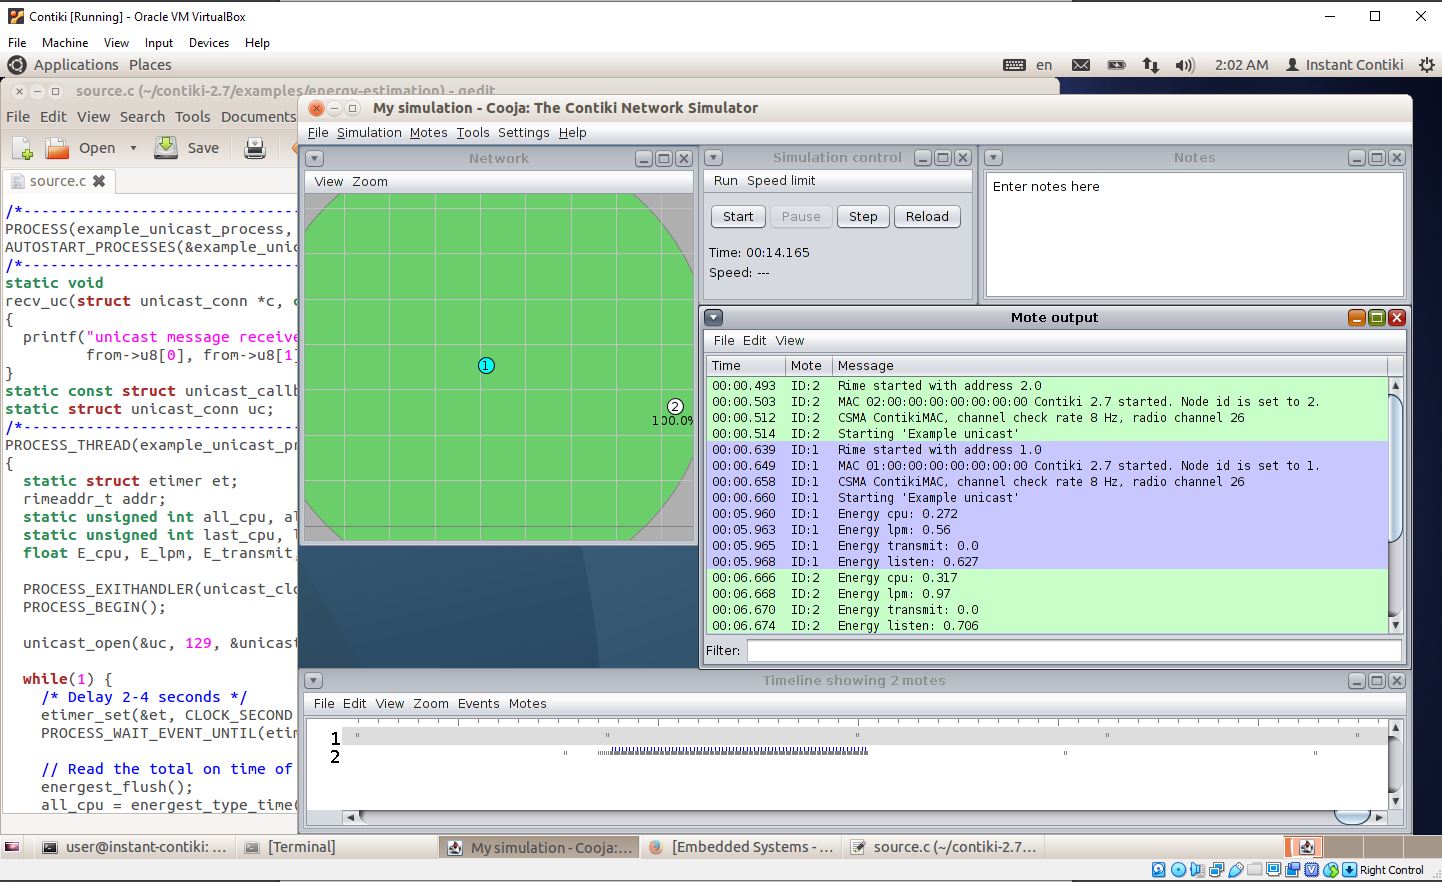 Contiki [Running] - Oracle VM VirtualBox
File Machine View Input Devices Help
Applications Places en 2:02 AM Instant Contiki
source.c (~/contiki-2.7/examples/energy-estimation) - gedit
File Edit View Search Tools Documents
Open Save
source.c
/*------------------------------
PROCESS(example_unicast_process,
AUTOSTART_PROCESSES(&example_unic
/*------------------------------
static void
recv_uc(struct unicast_conn *c,
{
printf("unicast message receive
from->u8[0], from->u8[1]
}
static const struct unicast_callb
static struct unicast_conn uc;
/*------------------------------
PROCESS_THREAD(example_unicast_pr
{
static struct etimer et;
rimeaddr_t addr;
static unsigned int all_cpu, al
static unsigned int last_cpu, l
float E_cpu, E_lpm, E_transmit,
PROCESS_EXITHANDLER(unicast_clo
PROCESS_BEGIN();
unicast_open(&uc, 129, &unicast
while(1) {
/* Delay 2-4 seconds */
etimer_set(&et, CLOCK_SECOND
PROCESS_WAIT_EVENT_UNTIL(etim
// Read the total on time of
energest_flush();
all_cpu = energest_type_time(
My simulation - Cooja: The Contiki Network Simulator
File Simulation Motes Tools Settings Help
Network
View Zoom
1
2
100.0%
Simulation control
Run Speed limit
Start Pause Step Reload
Time: 00:14.165
Speed: ---
Notes
Enter notes here
Mote output
File Edit View
Time Mote Message
00:00.493 ID:2 Rime started with address 2.0
00:00.503 ID:2 MAC 02:00:00:00:00:00:00:00 Contiki 2.7 started. Node id is set to 2.
00:00.512 ID:2 CSMA ContikiMAC, channel check rate 8 Hz, radio channel 26
00:00.514 ID:2 Starting 'Example unicast'
00:00.639 ID:1 Rime started with address 1.0
00:00.649 ID:1 MAC 01:00:00:00:00:00:00:00 Contiki 2.7 started. Node id is set to 1.
00:00.658 ID:1 CSMA ContikiMAC, channel check rate 8 Hz, radio channel 26
00:00.660 ID:1 Starting 'Example unicast'
00:05.960 ID:1 Energy cpu: 0.272
00:05.963 ID:1 Energy lpm: 0.56
00:05.965 ID:1 Energy transmit: 0.0
00:05.968 ID:1 Energy listen: 0.627
00:06.666 ID:2 Energy cpu: 0.317
00:06.668 ID:2 Energy lpm: 0.97
00:06.670 ID:2 Energy transmit: 0.0
00:06.674 ID:2 Energy listen: 0.706
Filter:
Timeline showing 2 motes
File Edit View Zoom Events Motes
1
2
user@instant-contiki: ... [Terminal] My simulation - Cooja:... [Embedded Systems - ... source.c (~/contiki-2.7...
Right Control